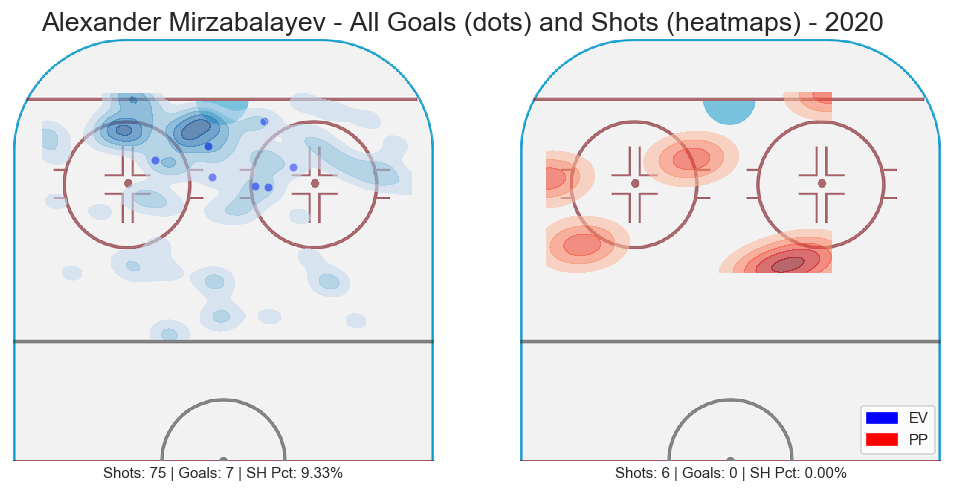 Alexander Mirzabalayev - All Goals (dots) and Shots (heatmaps) - 2020
EV
PP
Shots: 75 | Goals: 7 | SH Pct: 9.33%
Shots: 6 | Goals: 0 | SH Pct: 0.00%